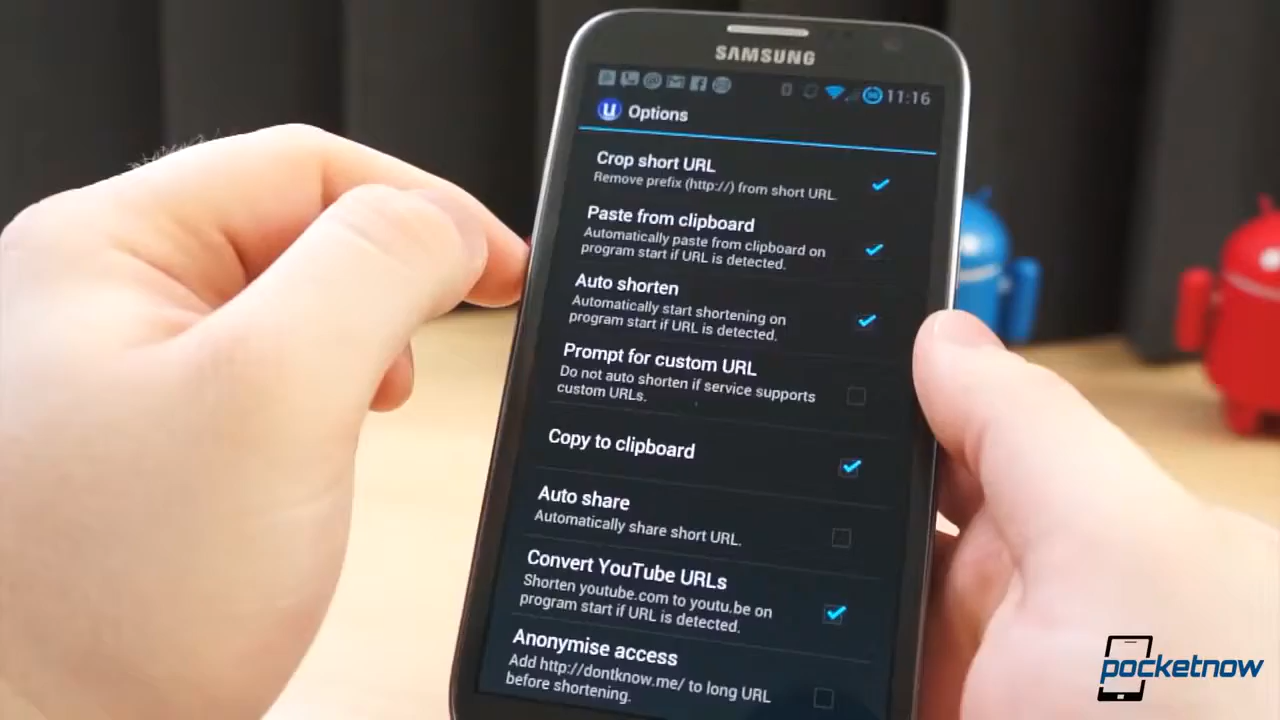 SAMSUNG
11:16
Options
Crop short URL
Remove prefix (http://) from short URL.
Paste from clipboard
Automatically paste from clipboard on
program start if URL is detected.
Auto shorten
Automatically start shortening on
program start if URL is detected.
Prompt for custom URL
Do not auto shorten if service supports
custom URLs.
Copy to clipboard
Auto share
Automatically share short URL.
Convert YouTube URLs
Shorten youtube.com to youtu.be on
program start if URL is detected.
Anonymise access
Add http://dontknow.me/ to long URL
before shortening.
pocketnow